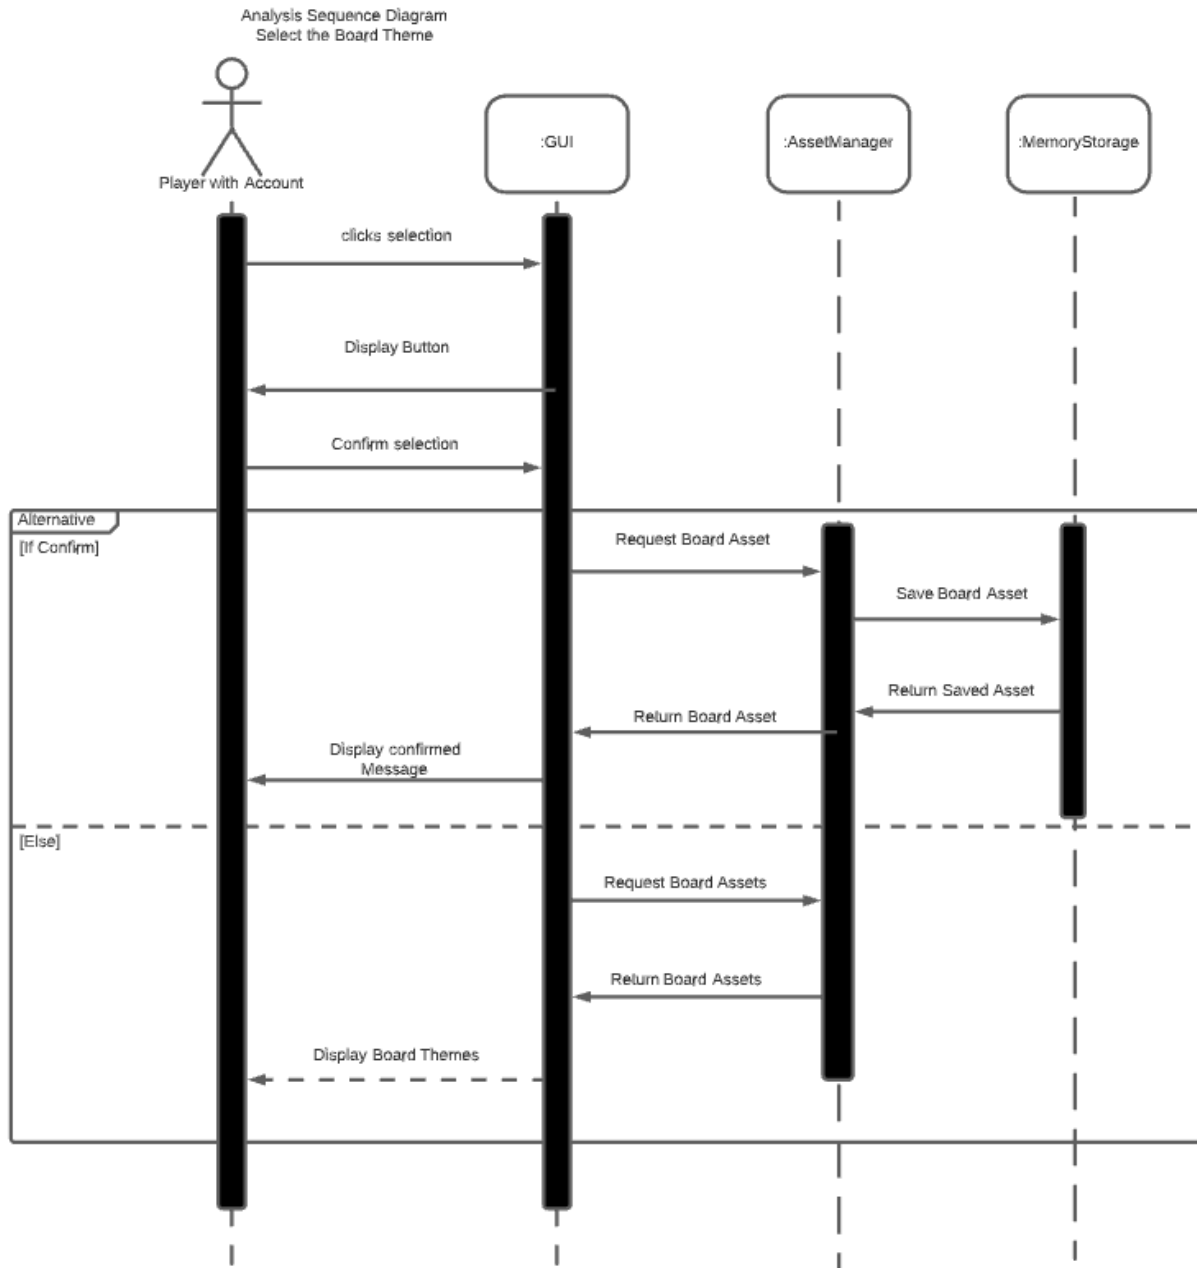 Analysis Sequence Diagram
Select the Board Theme
Player with Account
:GUI
:AssetManager
:MemoryStorage
clicks selection
Display Button
Confirm selection
Alternative
[If Confirm]
Request Board Asset
Save Board Asset
Return Saved Asset
Return Board Asset
Display confirmed
Message
[Else]
Request Board Assets
Return Board Assets
Display Board Themes